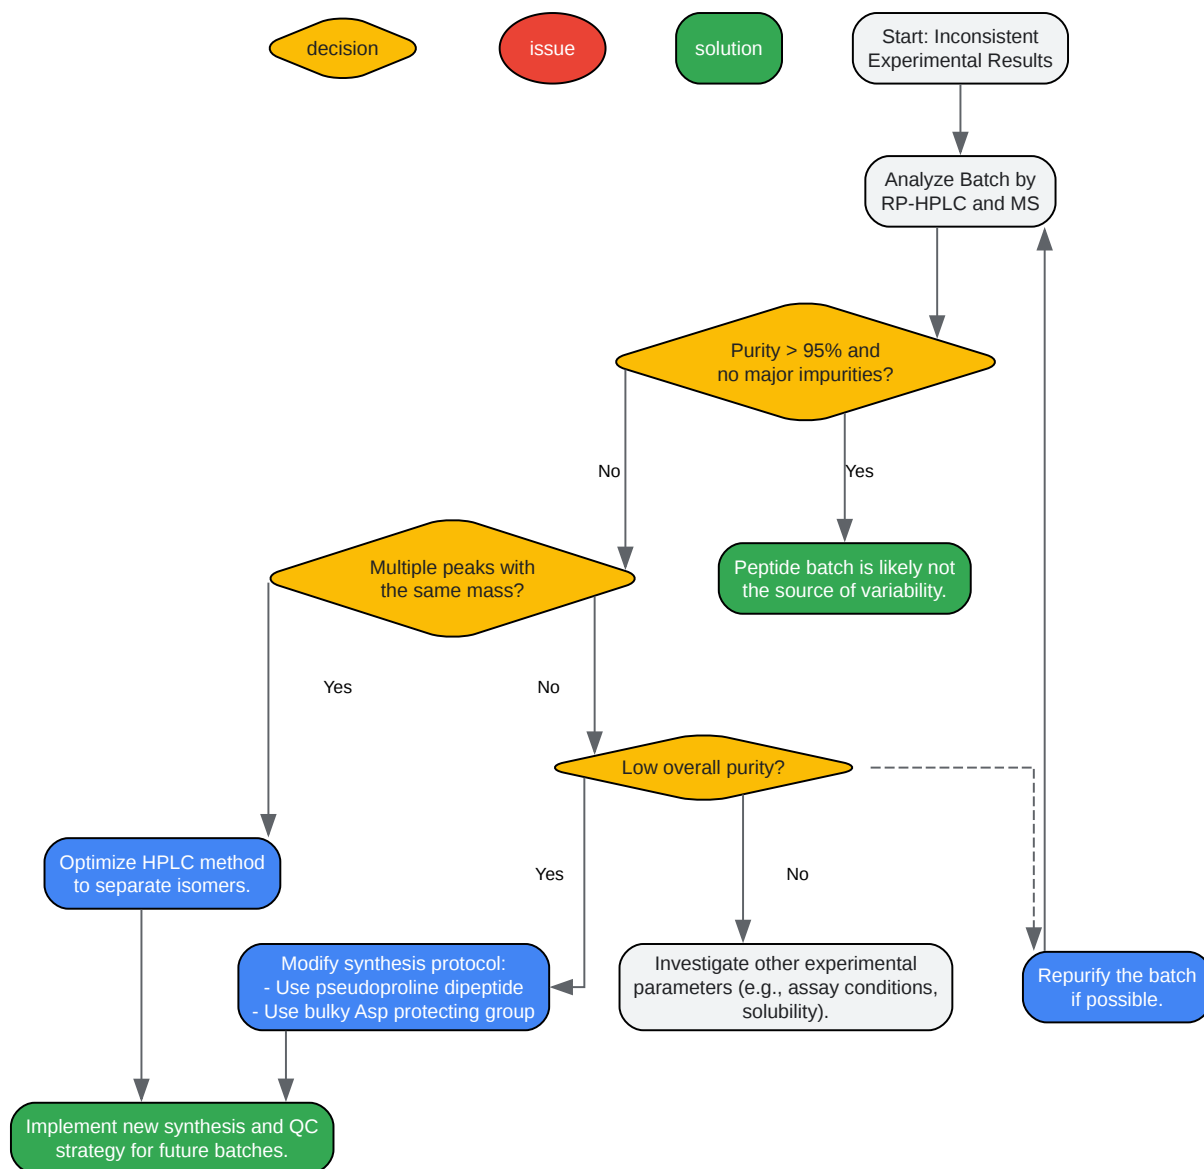 decision
issue
solution
Start: Inconsistent
Experimental Results
Analyze Batch by
RP-HPLC and MS
Purity > 95% and
no major impurities?
No
Yes
Multiple peaks with
the same mass?
Peptide batch is likely not
the source of variability.
Yes
No
Low overall purity?
Optimize HPLC method
to separate isomers.
Yes
No
Modify synthesis protocol:
- Use pseudoproline dipeptide
- Use bulky Asp protecting group
Investigate other experimental
parameters (e.g., assay conditions,
solubility).
Repurify the batch
if possible.
Implement new synthesis and QC
strategy for future batches.